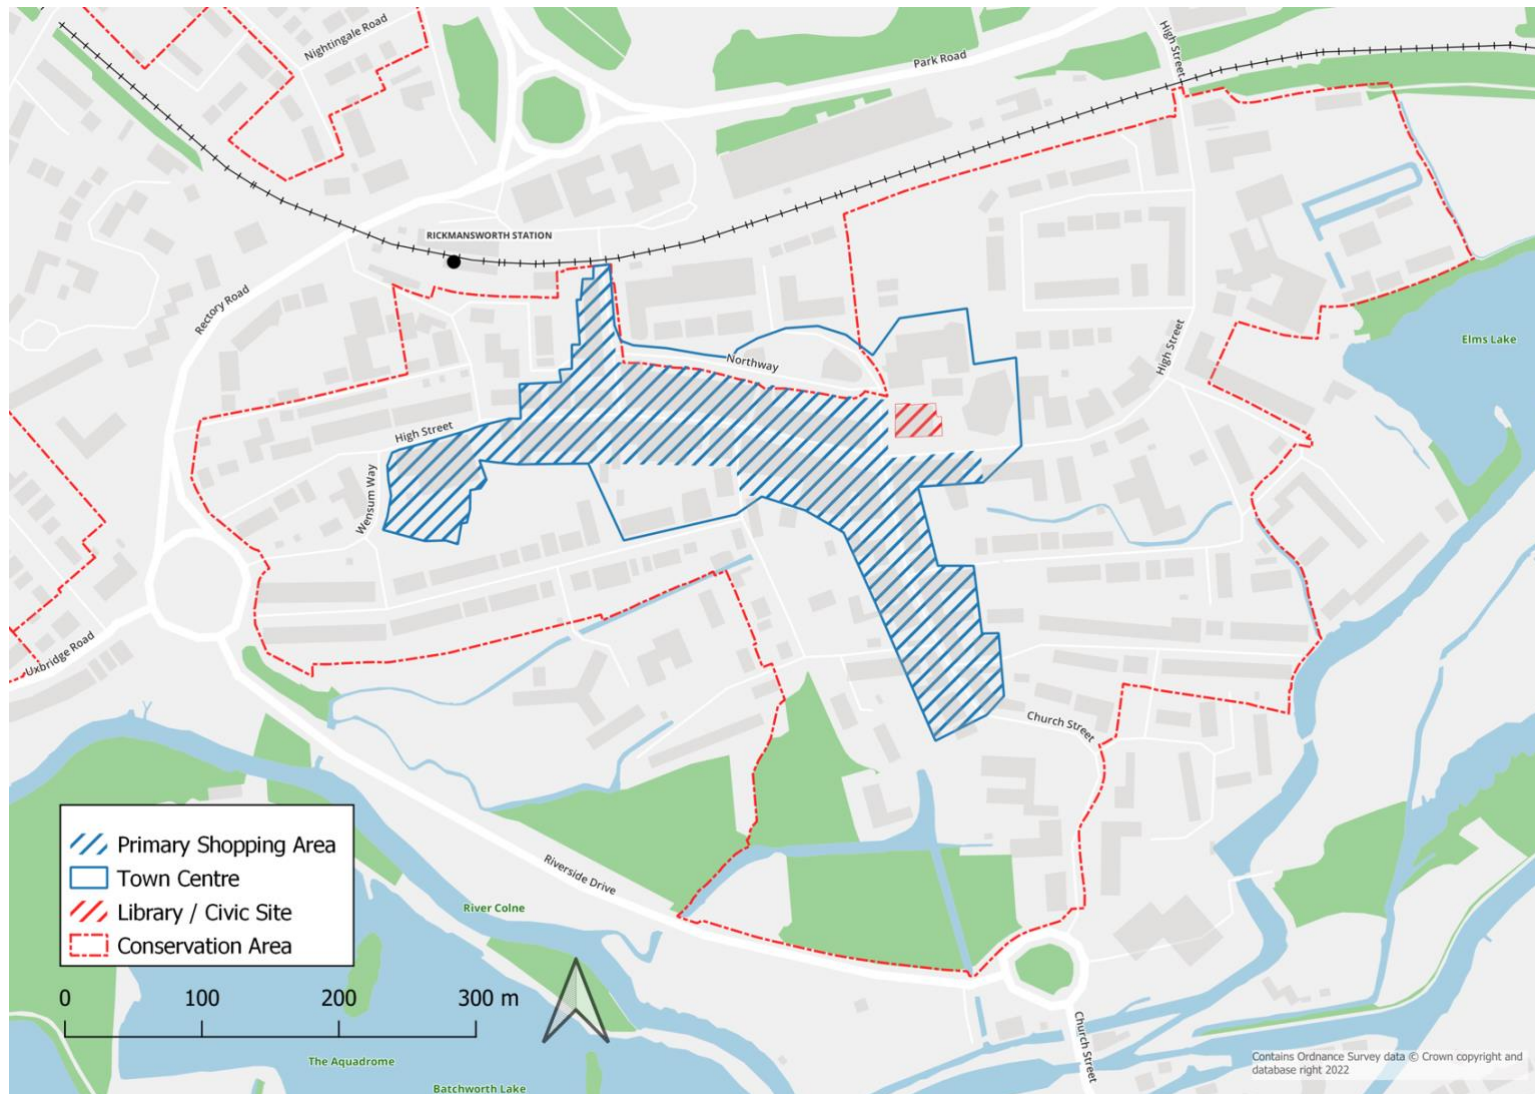 Nightingale Road
High Street
Park Road
RICKMANSWORTH STATION
Rectory Road
Elms Lake
High Street
Northway
High Street
Wensum Way
Uxbridge Road
Church Street
Primary Shopping Area
Town Centre
Library / Civic Site
Conservation Area
Riverside Drive
River Colne
0 100 200 300 m
The Aquadrome
Batchworth Lake
Church Street
Contains Ordnance Survey data © Crown copyright and
database right 2022